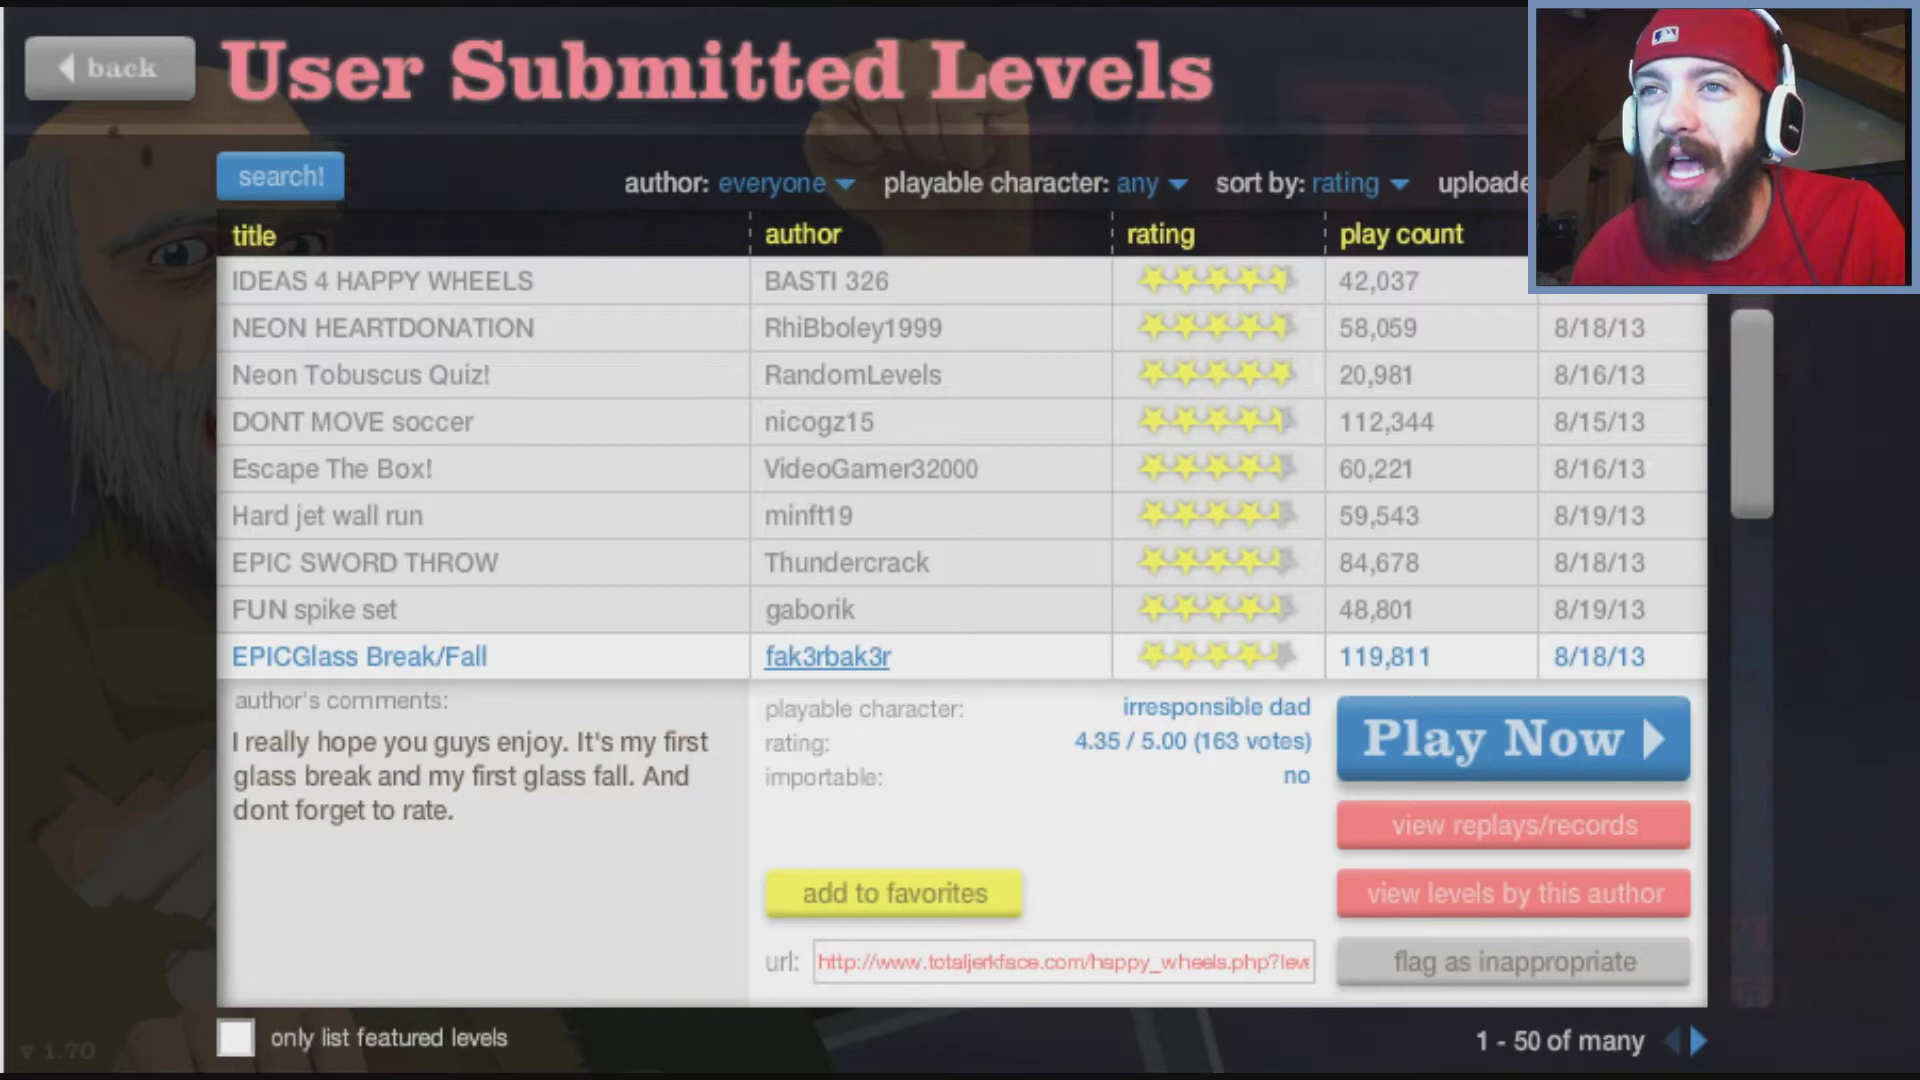 back
User Submitted Levels
search!
author: everyone
playable character: any
sort by: rating
title
author
rating
play count
IDEAS 4 HAPPY WHEELS BASTI 326 42,037
NEON HEARTDONATION RhiBboley1999 58,059 8/18/13
Neon Tobuscus Quiz! RandomLevels 20,981 8/16/13
DONT MOVE soccer nicogz15 112,344 8/15/13
Escape The Box! VideoGamer32000 60,221 8/16/13
Hard jet wall run minft19 59,543 8/19/13
EPIC SWORD THROW Thundercrack 84,678 8/18/13
FUN spike set gaborik 48,801 8/19/13
EPICGlass Break/Fall fak3rbak3r 119,811 8/18/13
author's comments:
I really hope you guys enjoy. It's my first
glass break and my first glass fall. And
dont forget to rate.
playable character: irresponsible dad
rating: 4.35 / 5.00 (163 votes)
importable: no
add to favorites
url: http://www.totaljerkface.com/happy_wheels.php?leve
Play Now
view replays/records
view levels by this author
flag as inappropriate
only list featured levels
1 - 50 of many
v 1.70